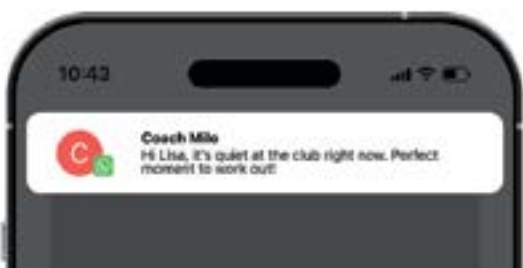 10:43
C
Coach Milo
Hi Lisa, it's quiet at the club right now. Perfect
moment to work out!